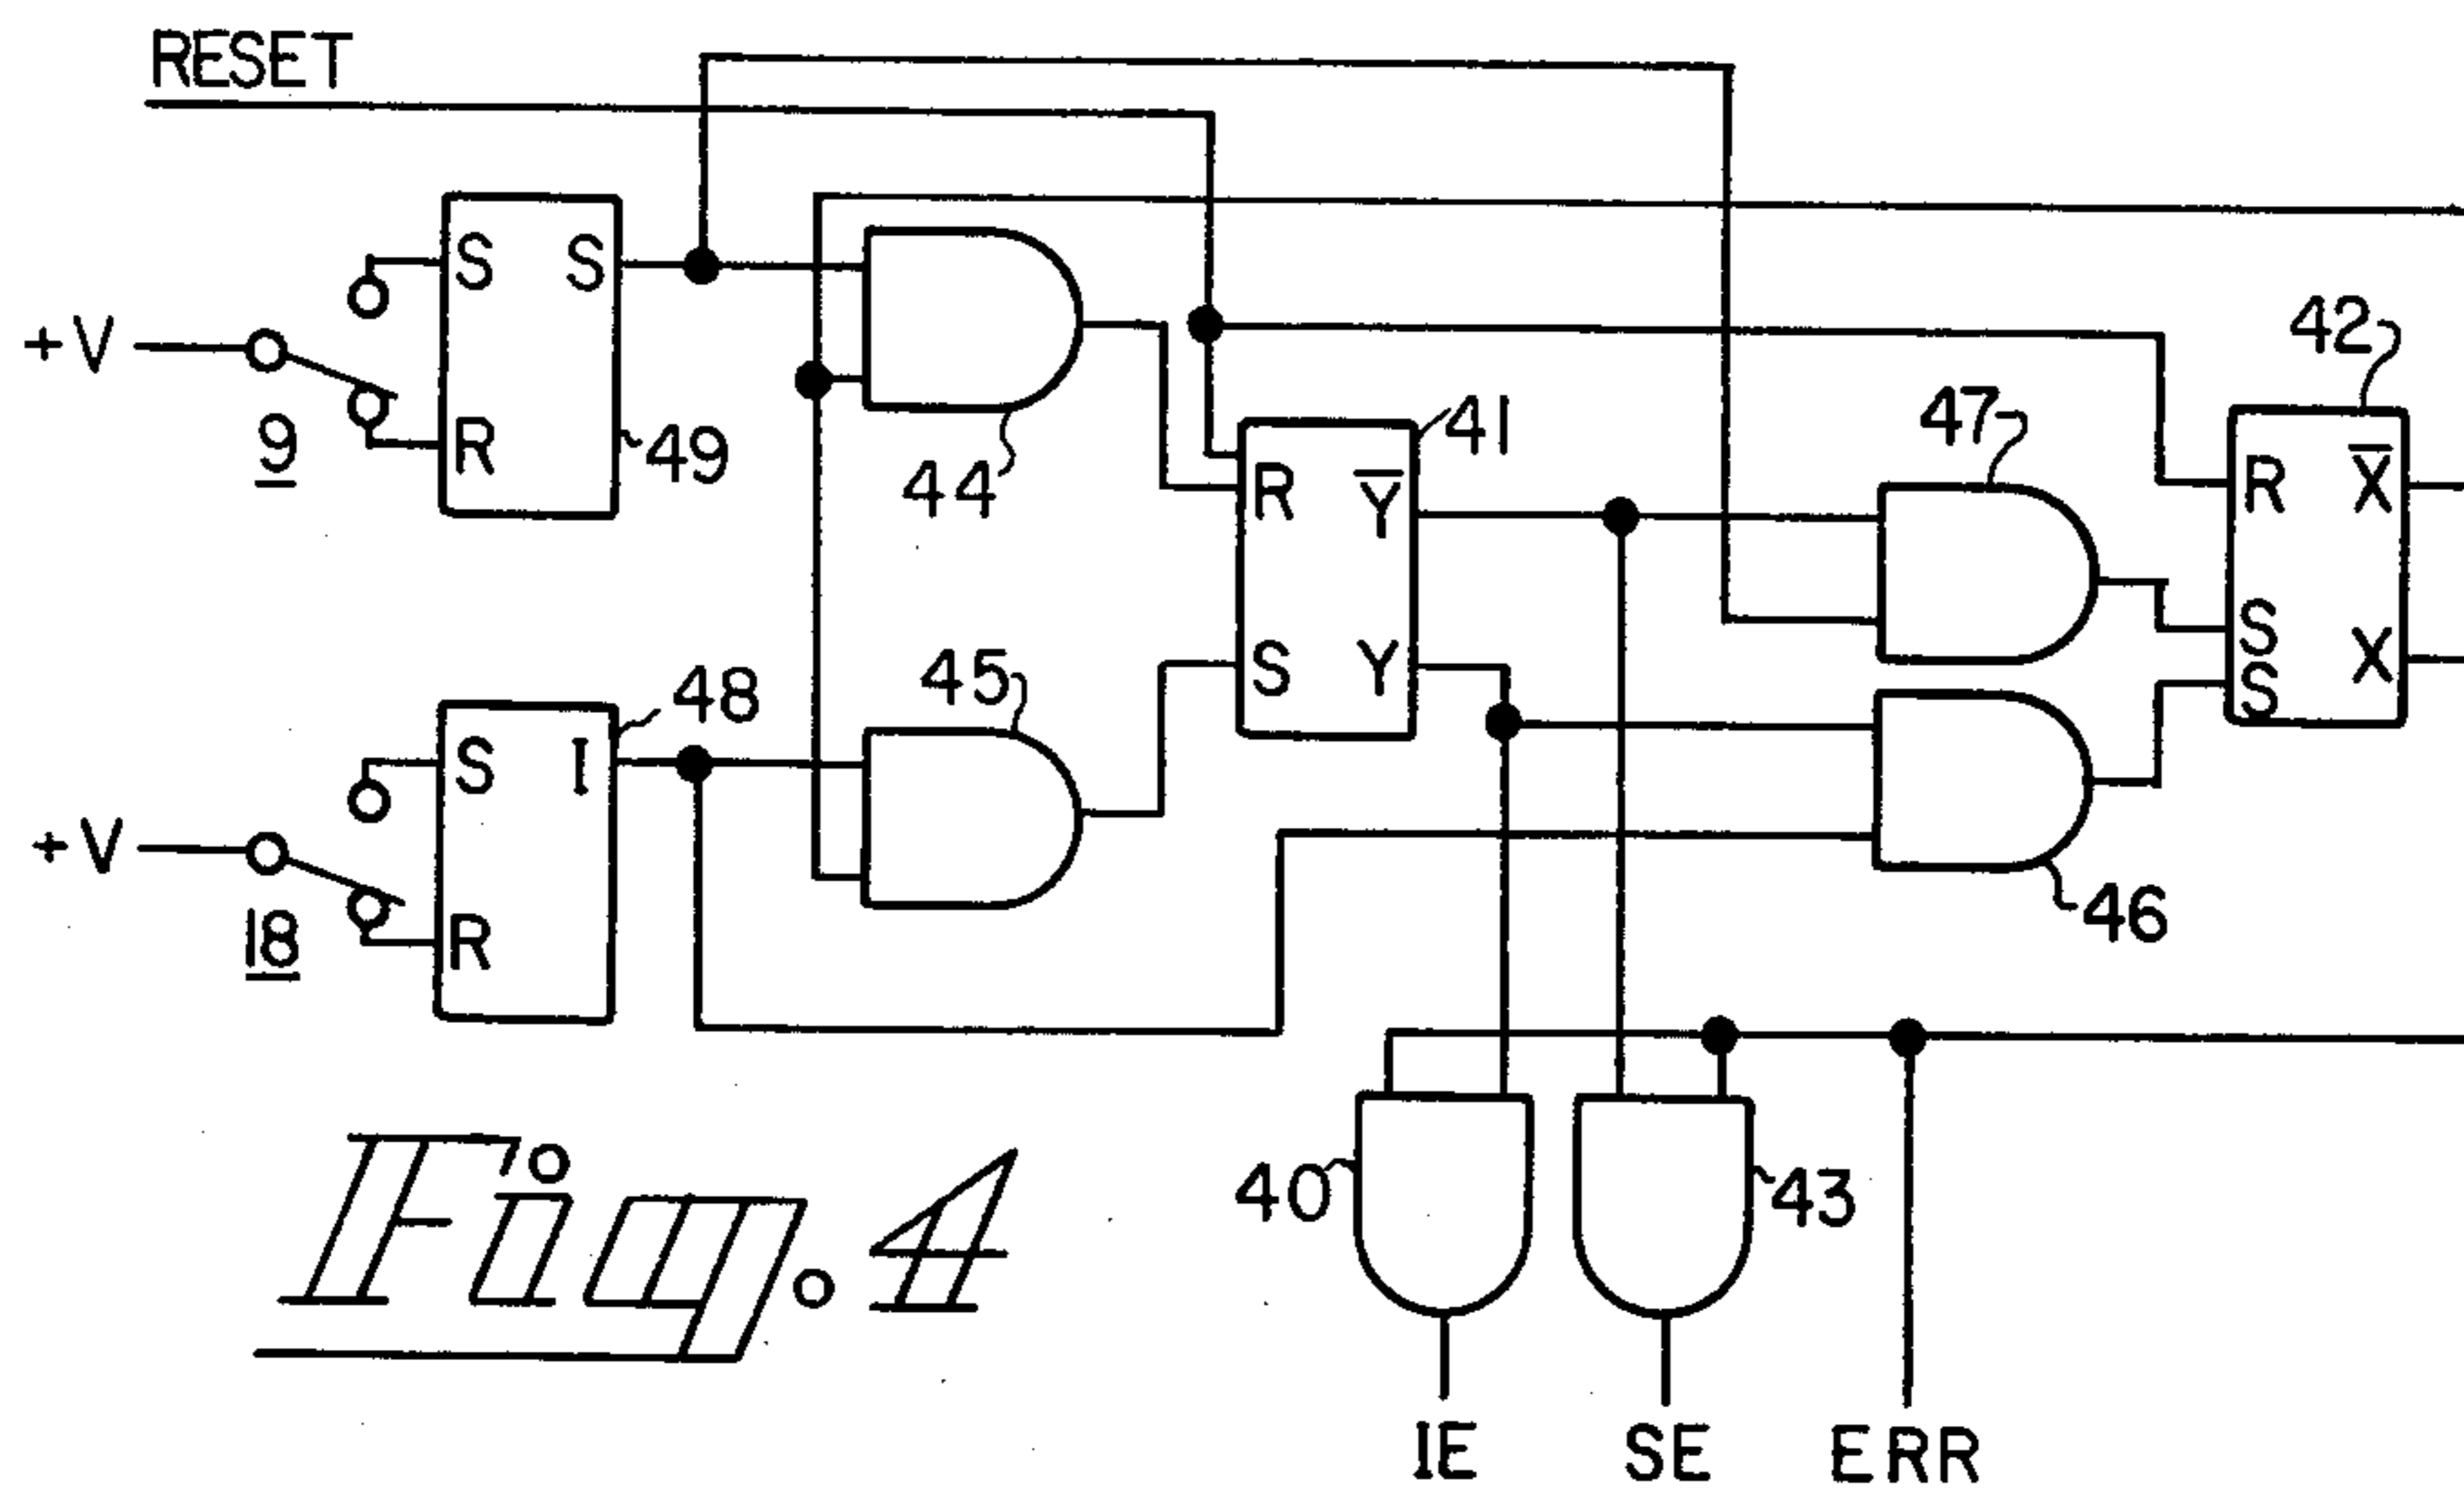 RESET
S S
+V
R
9
49
44
41
R Y̅
S Y
42
47
R X̅
S
S X
45
48
S I
+V
R
18
46
40
43
Fig. 4
IE SE ERR